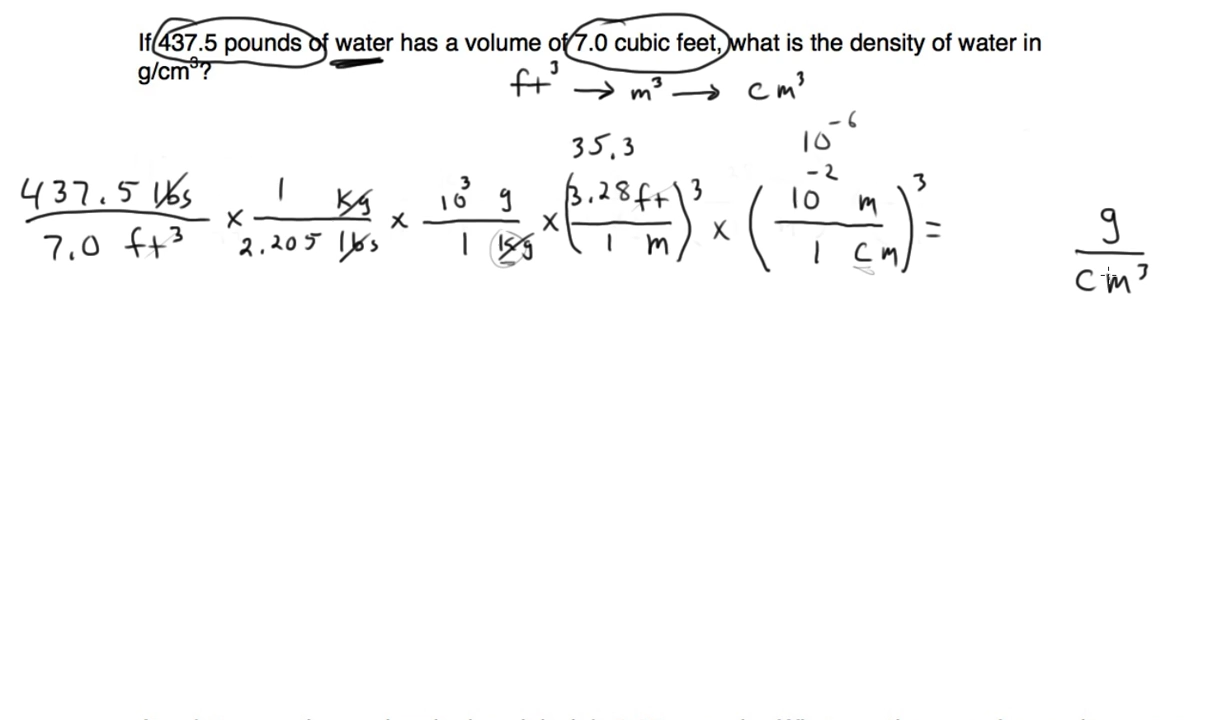 If 437.5 pounds of water has a volume of 7.0 cubic feet, what is the density of water in
g/cm³?
ft³ → m³ → cm³
35.3 10⁻⁶
437.5 lbs / 7.0 ft³ × 1 kg / 2.205 lbs × 10³ g / 1 kg × (3.28 ft / 1 m)³ × (10⁻² m / 1 cm)³ = g / cm³